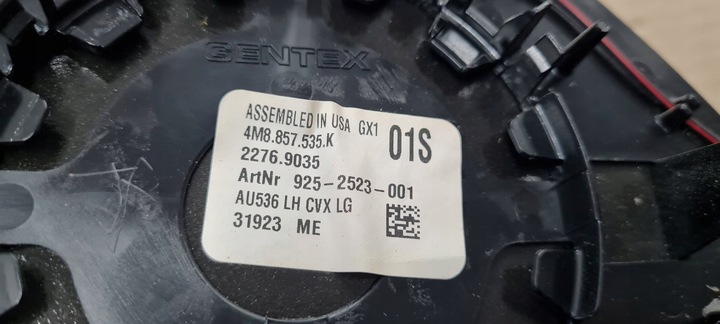 GENTEX
ASSEMBLED IN USA GX1
4M8.857.535.K 01S
2276.9035
ArtNr 925-2523-001
AU536 LH CVX LG
31923 ME